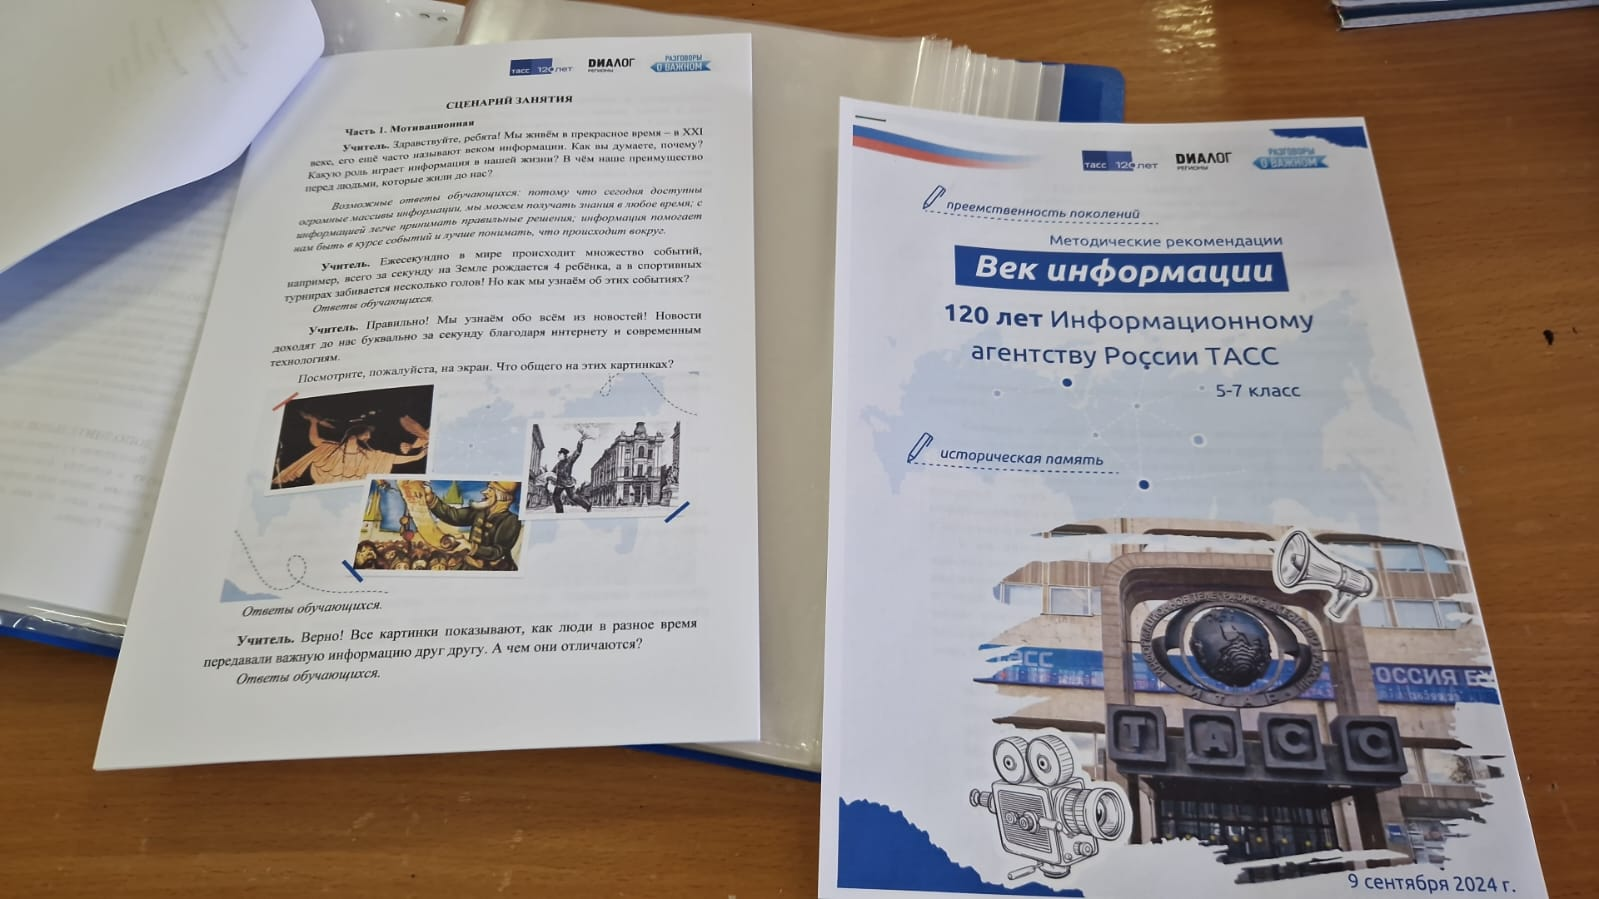 тасс 120лет
ДИАЛОГ
РЕГИОНЫ
РАЗГОВОРЫ
О ВАЖНОМ
СЦЕНАРИЙ ЗАНЯТИЯ
Часть 1. Мотивационная
Учитель. Здравствуйте, ребята! Мы живём в прекрасное время – в XXI
веке, его ещё часто называют веком информации. Как вы думаете, почему?
Какую роль играет информация в нашей жизни? В чём наше преимущество
перед людьми, которые жили до нас?
Возможные ответы обучающихся: потому что сегодня доступны
огромные массивы информации, мы можем получать знания в любое время; с
информацией легче принимать правильные решения; информация помогает
нам быть в курсе событий и лучше понимать, что происходит вокруг.
Учитель. Ежесекундно в мире происходит множество событий,
например, всего за секунду на Земле рождается 4 ребёнка, а в спортивных
турнирах забивается несколько голов! Но как мы узнаём об этих событиях?
Ответы обучающихся.
Учитель. Правильно! Мы узнаём обо всём из новостей! Новости
доходят до нас буквально за секунду благодаря интернету и современным
технологиям.
Посмотрите, пожалуйста, на экран. Что общего на этих картинках?
Ответы обучающихся.
Учитель. Верно! Все картинки показывают, как люди в разное время
передавали важную информацию друг другу. А чем они отличаются?
Ответы обучающихся.
тасс 120лет
ДИАЛОГ
РЕГИОНЫ
РАЗГОВОРЫ
О ВАЖНОМ
преемственность поколений
Методические рекомендации
Век информации
120 лет Информационному
агентству России ТАСС
5-7 класс
историческая память
ИТАР
ТАСС
ОССИЯ
ТАСС
9 сентября 2024 г.